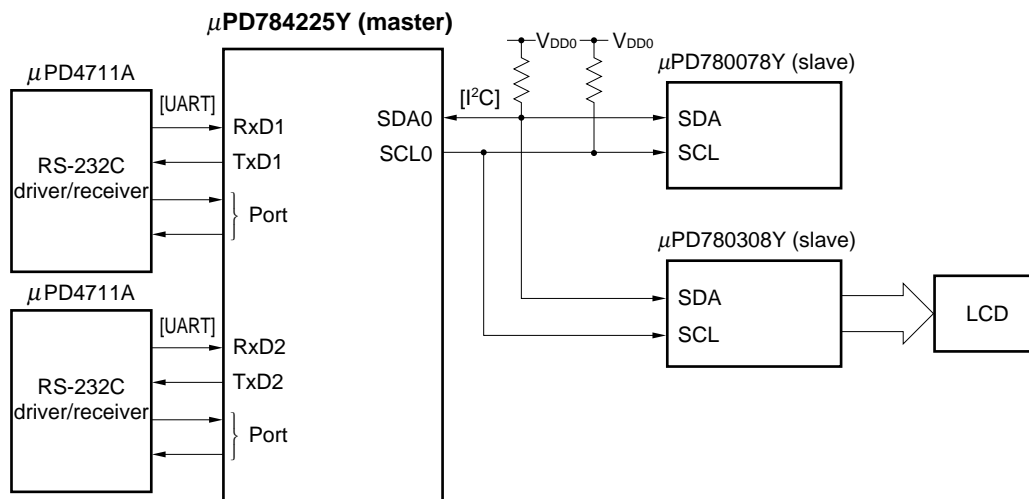 μPD784225Y (master)
μPD4711A
[UART]
RS-232C
driver/receiver
RxD1
TxD1
Port
μPD4711A
[UART]
RS-232C
driver/receiver
RxD2
TxD2
Port
SDA0
SCL0
[I²C]
VDD0
VDD0
μPD780078Y (slave)
SDA
SCL
μPD780308Y (slave)
SDA
SCL
LCD